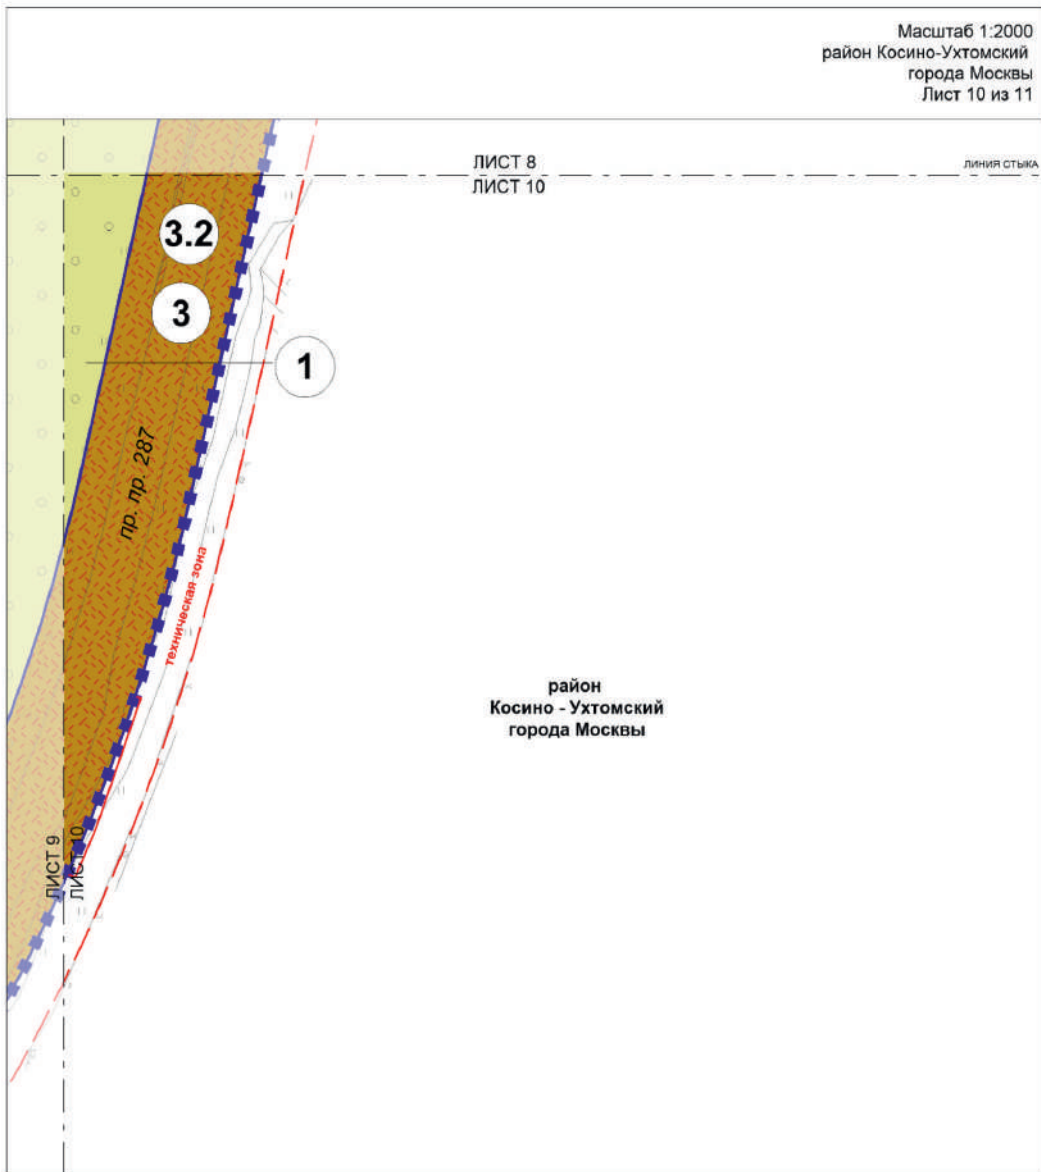 Масштаб 1:2000
район Косино-Ухтомский
города Москвы
Лист 10 из 11
ЛИСТ 8
ЛИНИЯ СТЫКА
ЛИСТ 10
3.2
3
1
пр. пр. 287
техническая зона
район
Косино - Ухтомский
города Москвы
ЛИСТ 9
ЛИСТ 10